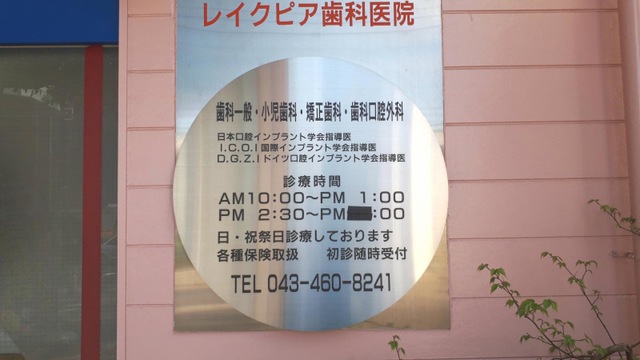 レイクピア歯科医院
歯科一般・小児歯科・矯正歯科・歯科口腔外科
日本口腔インプラント学会指導医
I.C.O.I国際インプラント学会指導医
D.G.Z.Iドイツ口腔インプラント学会指導医
診療時間
AM10:00〜PM 1:00
PM 2:30〜PM :00
日・祝祭日診療しております
各種保険取扱 初診随時受付
TEL 043-460-8241